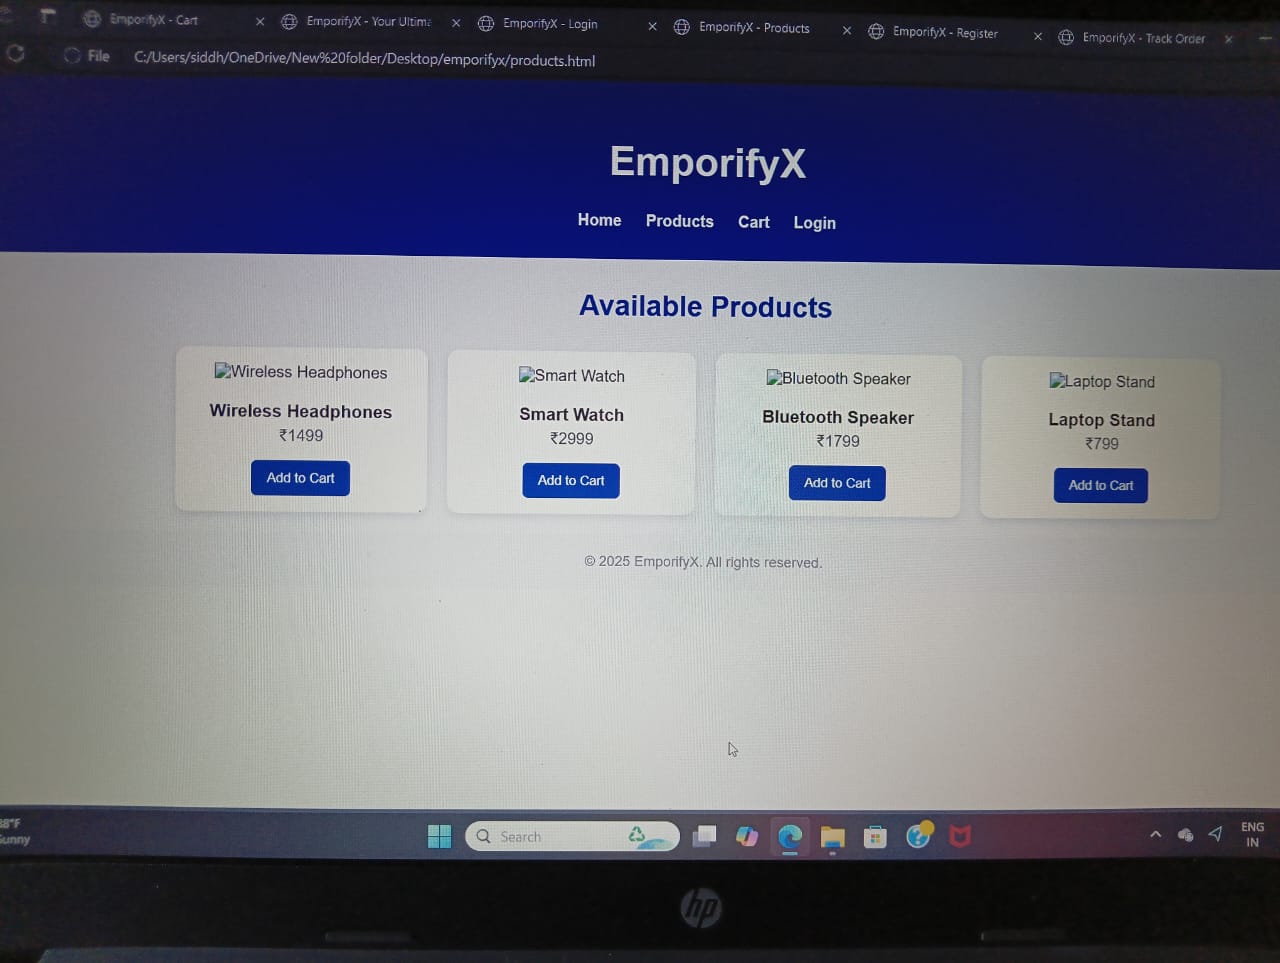 EmporifyX - Cart
EmporifyX - Your Ultima
EmporifyX - Login
EmporifyX - Products
EmporifyX - Register
EmporifyX - Track Order
File C:/Users/siddh/OneDrive/New%20folder/Desktop/emporifyx/products.html
EmporifyX
Home Products Cart Login
Available Products
Wireless Headphones
Wireless Headphones
₹1499
Add to Cart
Smart Watch
Smart Watch
₹2999
Add to Cart
Bluetooth Speaker
Bluetooth Speaker
₹1799
Add to Cart
Laptop Stand
Laptop Stand
₹799
Add to Cart
© 2025 EmporifyX. All rights reserved.
8°F
Sunny
Search
ENG
IN
hp